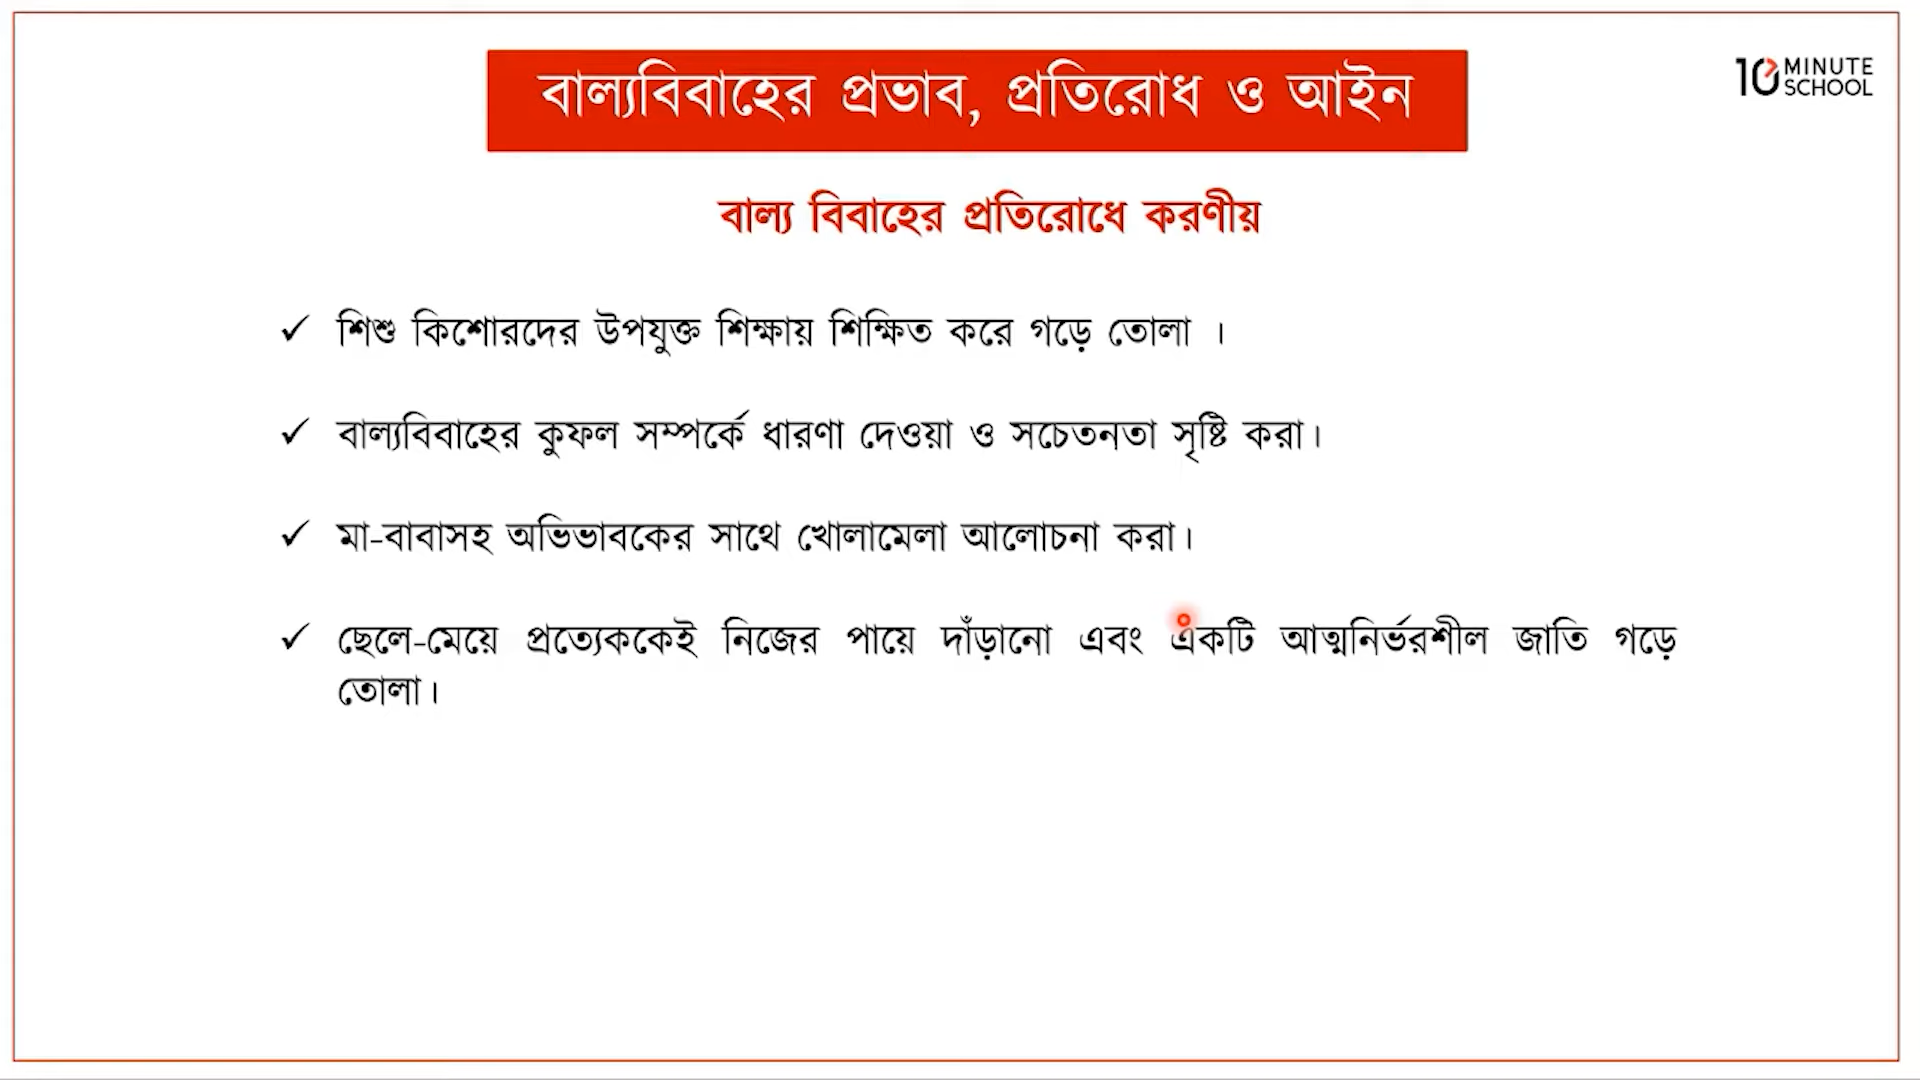 বাল্যবিবাহের প্রভাব, প্রতিরোধ ও আইন
10 MINUTE SCHOOL
বাল্য বিবাহের প্রতিরোধে করণীয়
✓ শিশু কিশোরদের উপযুক্ত শিক্ষায় শিক্ষিত করে গড়ে তোলা ।
✓ বাল্যবিবাহের কুফল সম্পর্কে ধারণা দেওয়া ও সচেতনতা সৃষ্টি করা।
✓ মা-বাবাসহ অভিভাবকের সাথে খোলামেলা আলোচনা করা।
✓ ছেলে-মেয়ে প্রত্যেককেই নিজের পায়ে দাঁড়ানো এবং একটি আত্মনির্ভরশীল জাতি গড়ে
তোলা।